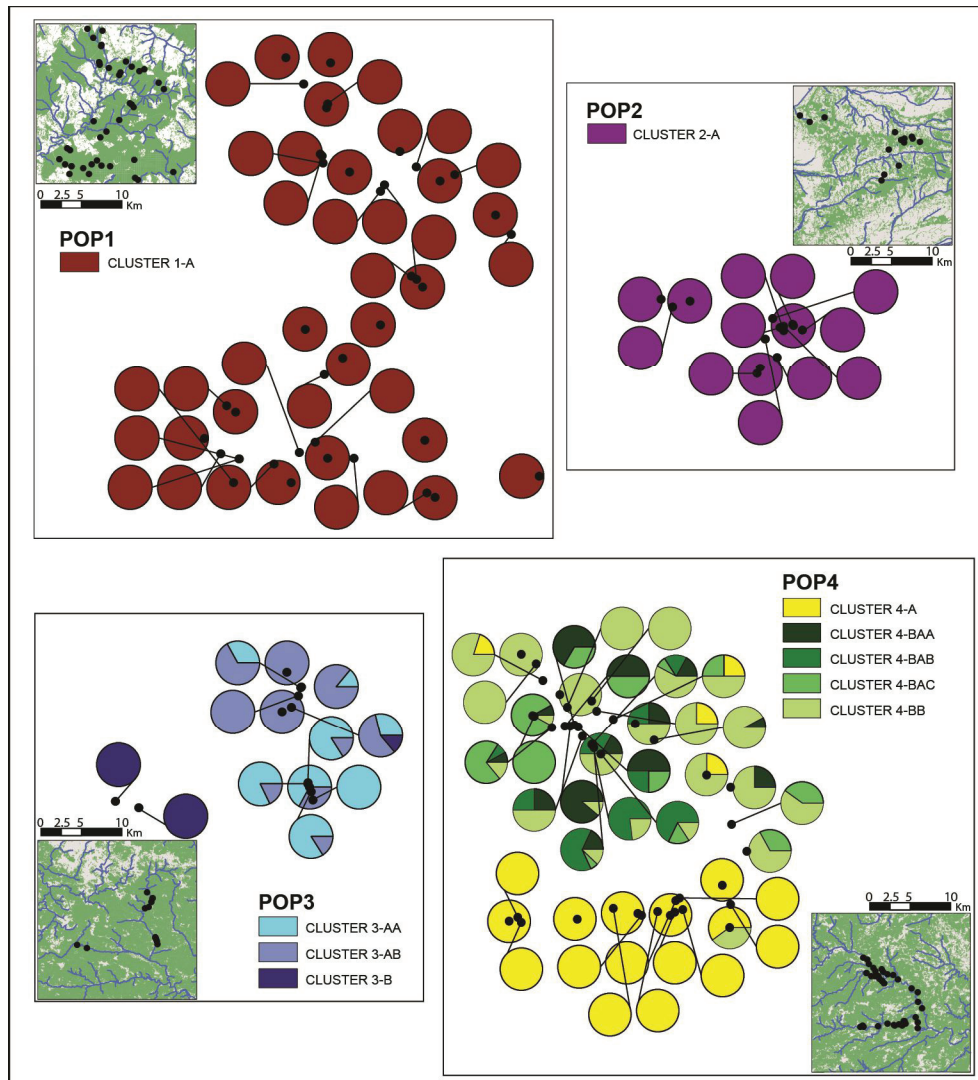 0 2.5 5 10
Km
POP1
CLUSTER 1-A
POP2
CLUSTER 2-A
0 2.5 5 10
Km
POP4
CLUSTER 4-A
CLUSTER 4-BAA
CLUSTER 4-BAB
CLUSTER 4-BAC
CLUSTER 4-BB
0 2.5 5 10
Km
POP3
CLUSTER 3-AA
CLUSTER 3-AB
CLUSTER 3-B
0 2.5 5 10
Km